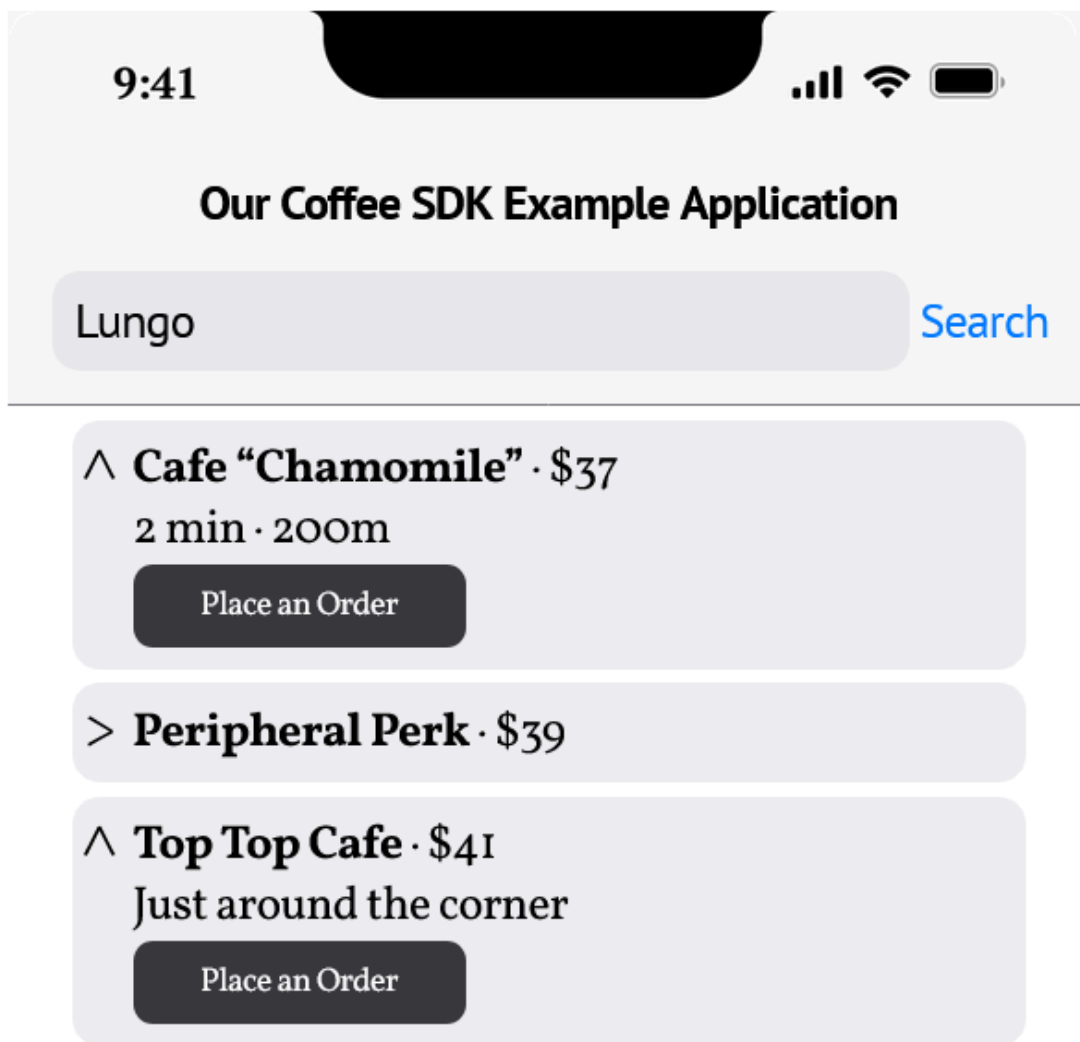 9:41
Our Coffee SDK Example Application
Lungo Search
^ Cafe “Chamomile” · $37
2 min · 200m
Place an Order
> Peripheral Perk · $39
^ Top Top Cafe · $41
Just around the corner
Place an Order